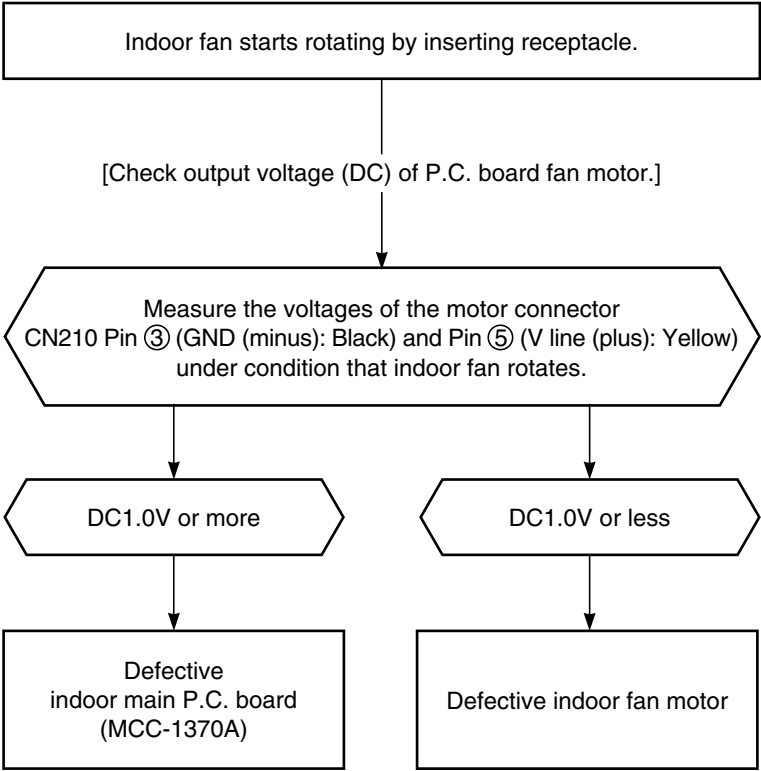 Indoor fan starts rotating by inserting receptacle.
[Check output voltage (DC) of P.C. board fan motor.]
Measure the voltages of the motor connector
CN210 Pin ③ (GND (minus): Black) and Pin ⑤ (V line (plus): Yellow)
under condition that indoor fan rotates.
DC1.0V or more
DC1.0V or less
Defective
indoor main P.C. board
(MCC-1370A)
Defective indoor fan motor